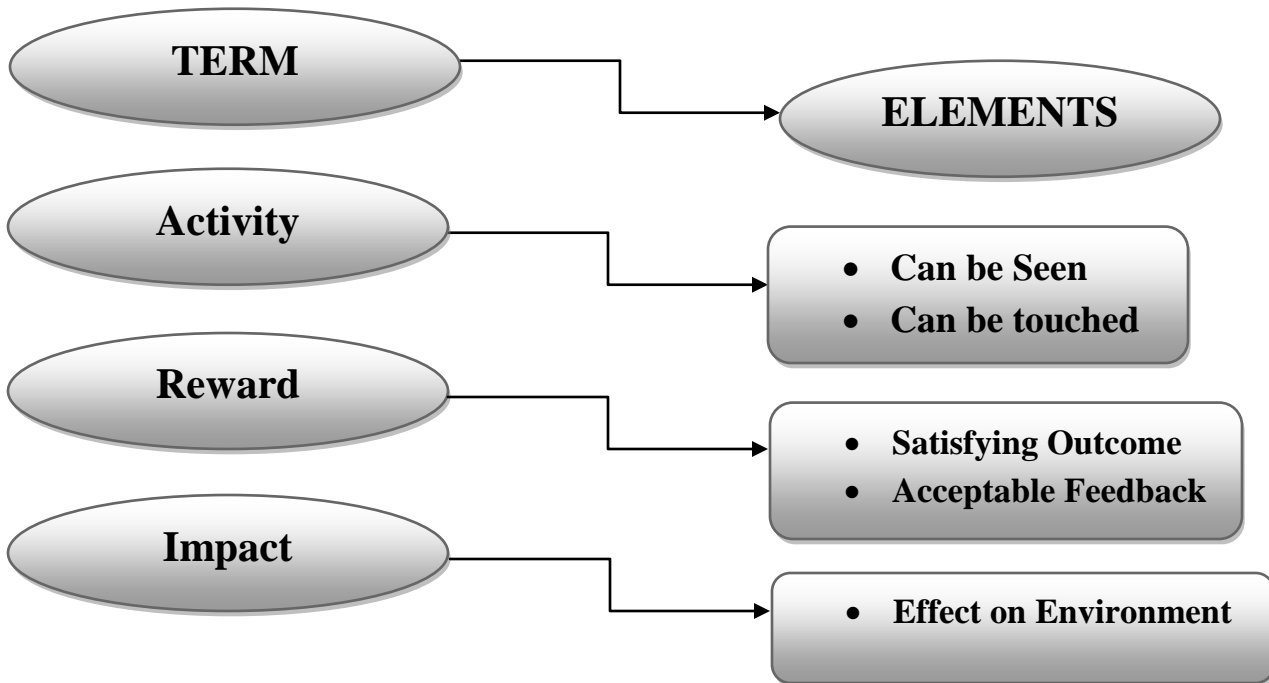 TERM
ELEMENTS
Activity
• Can be Seen
• Can be touched
Reward
• Satisfying Outcome
• Acceptable Feedback
Impact
• Effect on Environment